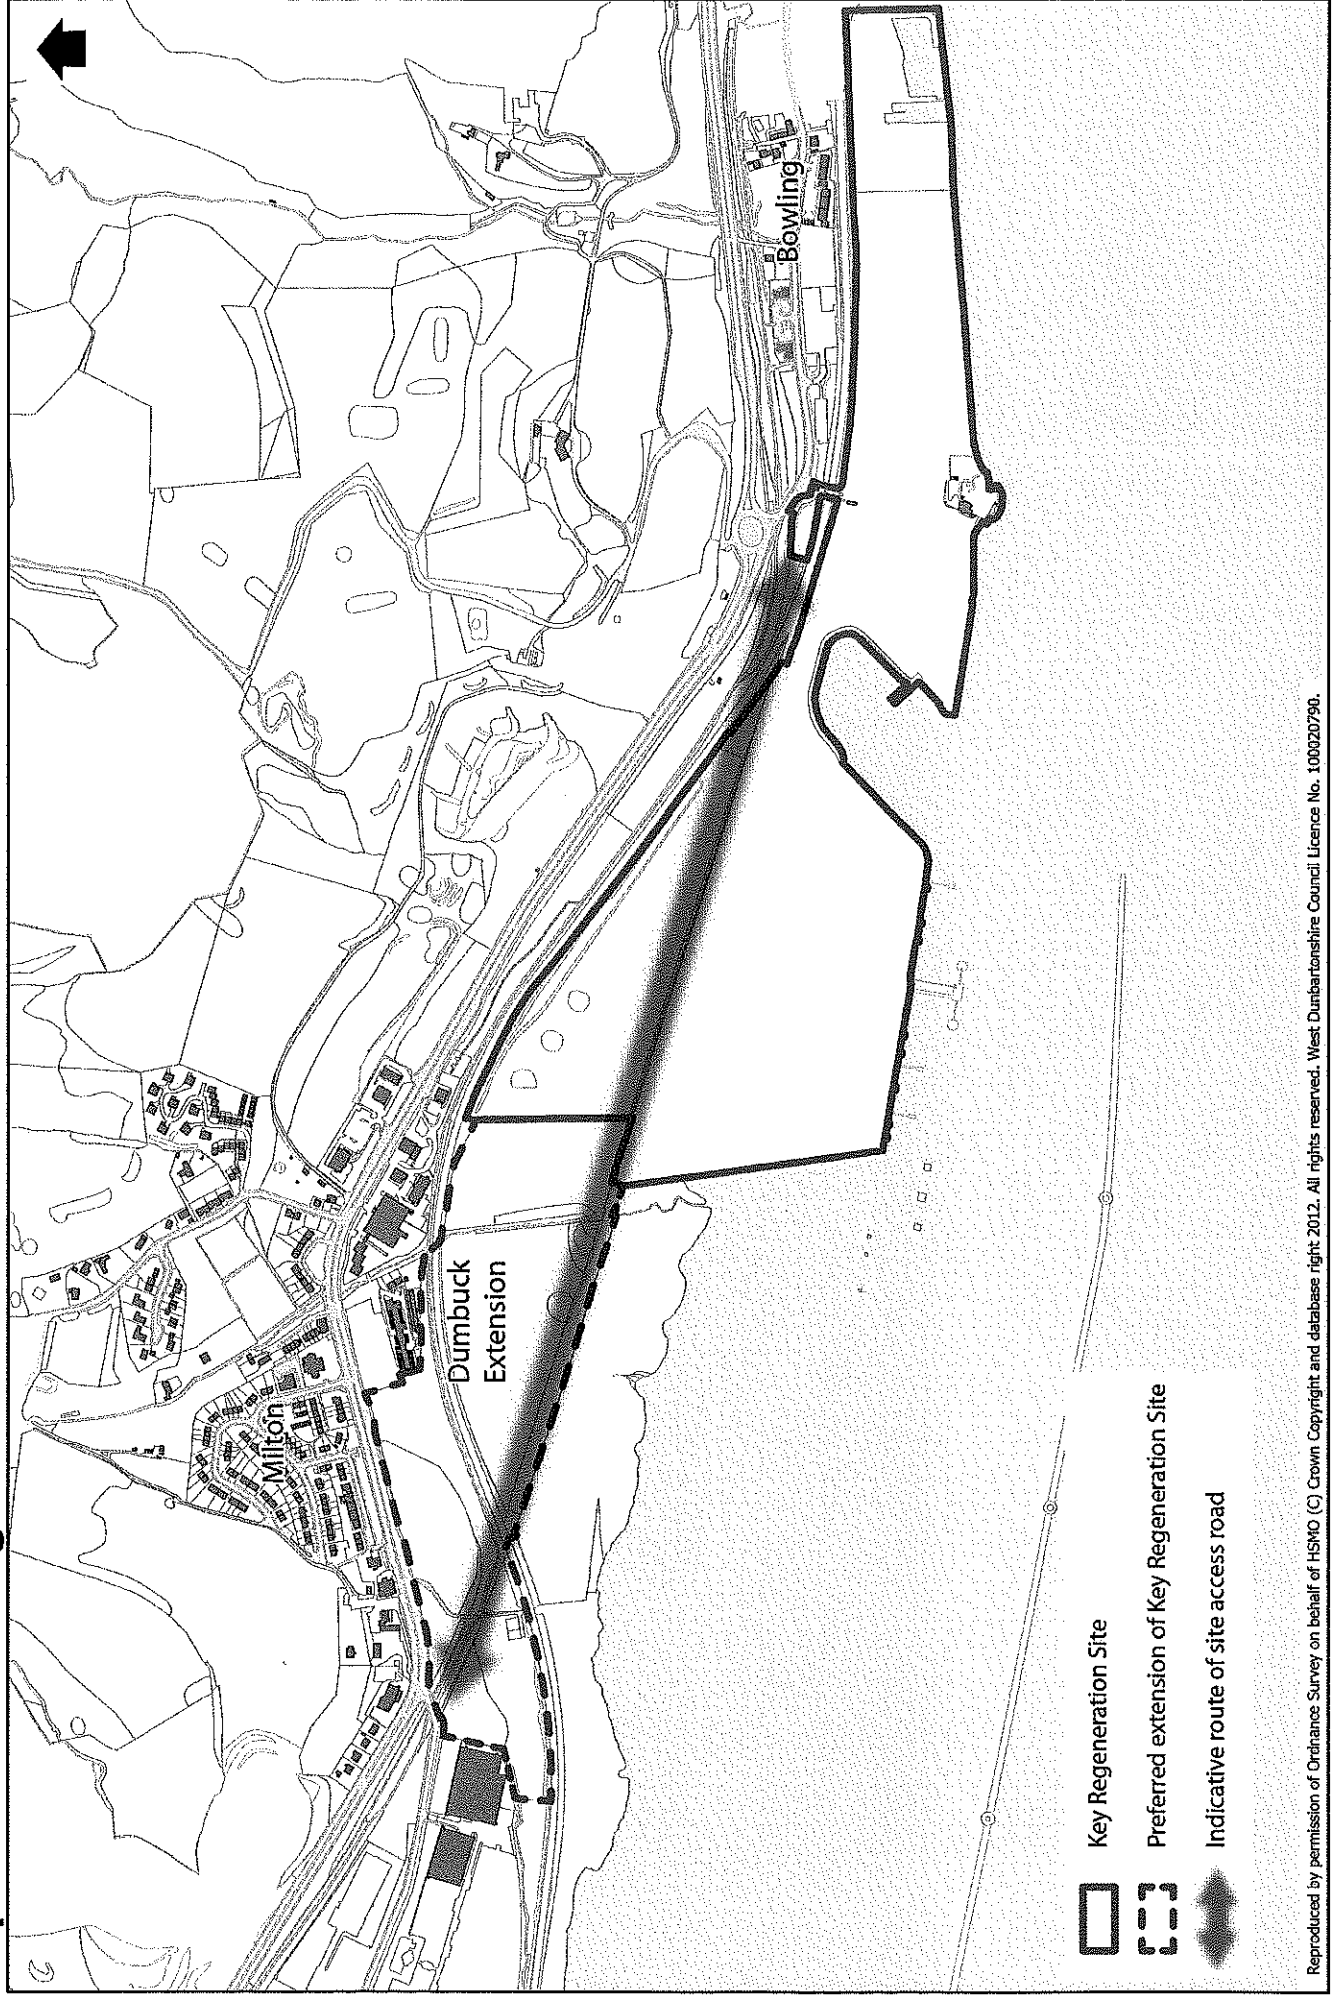 Milton
Dumbuck
Extension
Bowling
Key Regeneration Site
Preferred extension of Key Regeneration Site
Indicative route of site access road
Reproduced by permission of Ordnance Survey on behalf of HSMO (C) Crown Copyright and database right 2012. All rights reserved. West Dunbartonshire Council Licence No. 100020790.